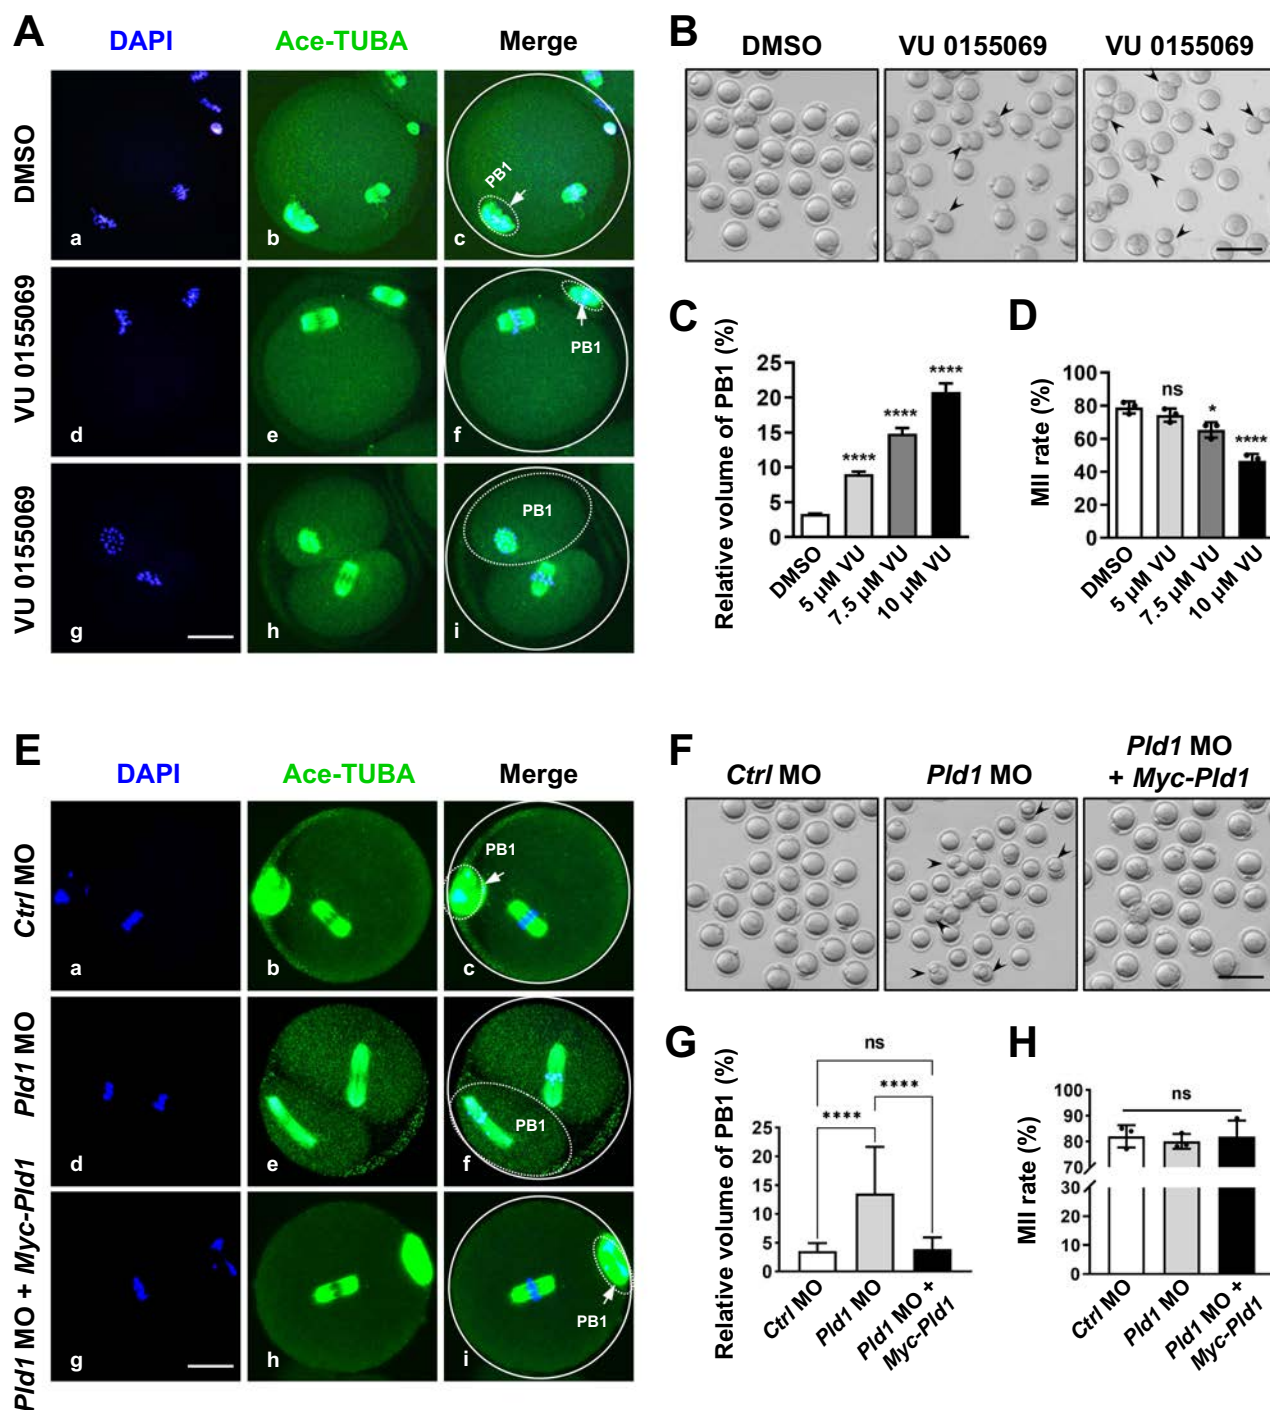 A
DAPI
Ace-TUBA
Merge
DMSO
a
b
PB1
c
VU 0155069
d
e
PB1
f
VU 0155069
g
h
PB1
i
B
DMSO
VU 0155069
VU 0155069
C
Relative volume of PB1 (%)
25
20
15
10
5
0
****
****
****
DMSO
5 µM VU
7.5 µM VU
10 µM VU
D
MII rate (%)
100
80
60
40
20
0
ns
*
****
DMSO
5 µM VU
7.5 µM VU
10 µM VU
E
DAPI
Ace-TUBA
Merge
Ctrl MO
a
b
PB1
c
Pld1 MO
d
e
PB1
f
Pld1 MO + Myc-Pld1
g
h
PB1
i
F
Ctrl MO
Pld1 MO
Pld1 MO
+ Myc-Pld1
G
Relative volume of PB1 (%)
25
20
15
10
5
0
ns
****
****
Ctrl MO
Pld1 MO
Pld1 MO +
Myc-Pld1
H
MII rate (%)
100
90
80
70
30
20
10
0
ns
Ctrl MO
Pld1 MO
Pld1 MO +
Myc-Pld1